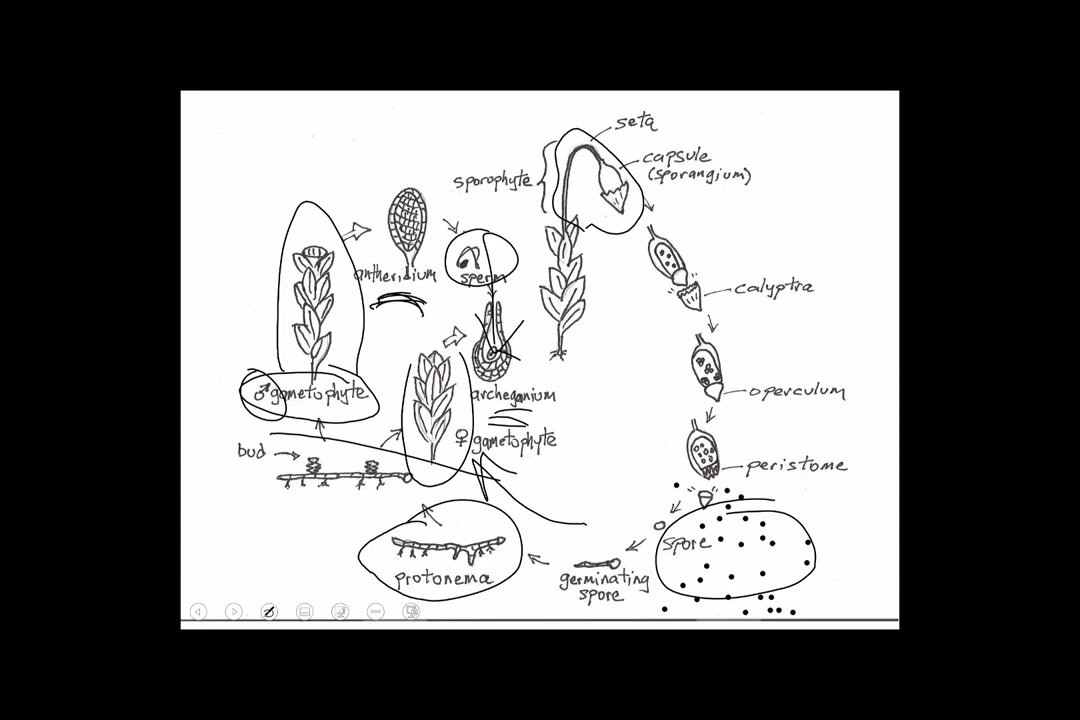 seta
capsule
(sporangium)
sporophyte
antheridium
sperm
calyptra
♂ gametophyte
archegonium
operculum
♀ gametophyte
bud
peristome
spore
protonema
germinating
spore